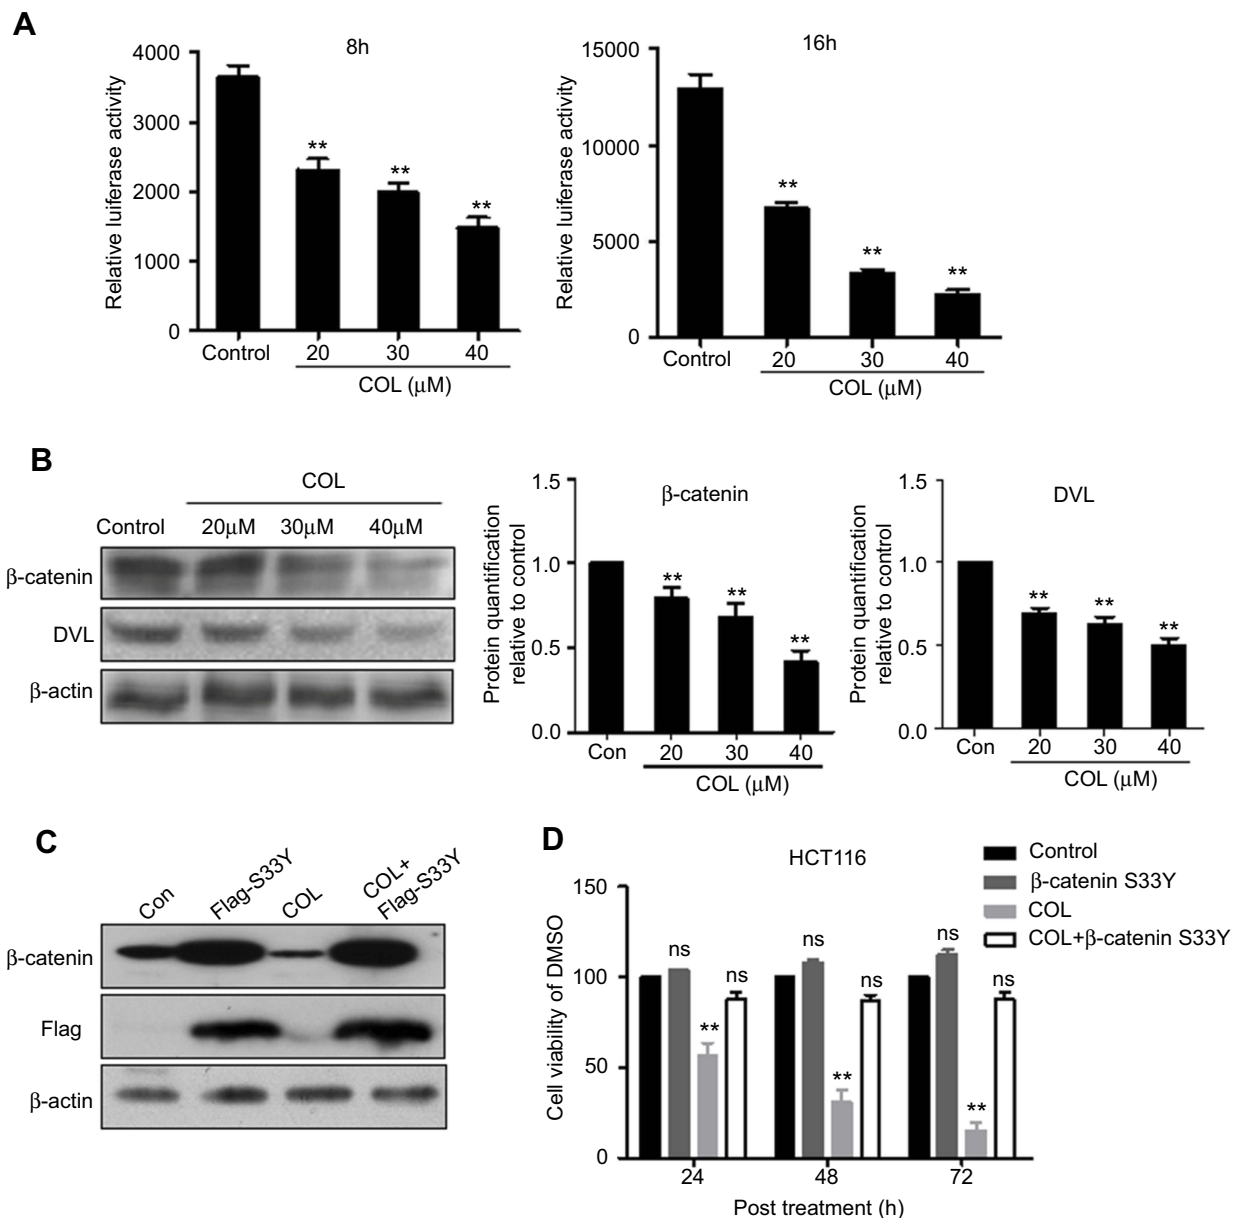 A
8h
Relative luiferase activity
4000
3000
2000
1000
0
**
**
**
Control
20
30
40
COL (μM)
16h
Relative luiferase activity
15000
10000
5000
0
**
**
**
Control
20
30
40
COL (μM)
B
COL
Control
20μM
30μM
40μM
β-catenin
DVL
β-actin
β-catenin
Protein quantification
relative to control
1.5
1.0
0.5
0.0
**
**
**
Con
20
30
40
COL (μM)
DVL
Protein quantification
relative to control
1.5
1.0
0.5
0.0
**
**
**
Con
20
30
40
COL (μM)
C
Con
Flag-S33Y
COL
COL+
Flag-S33Y
β-catenin
Flag
β-actin
D
HCT116
Control
β-catenin S33Y
COL
COL+β-catenin S33Y
Cell viability of DMSO
150
100
50
0
ns
**
ns
ns
**
ns
ns
**
ns
24
48
72
Post treatment (h)